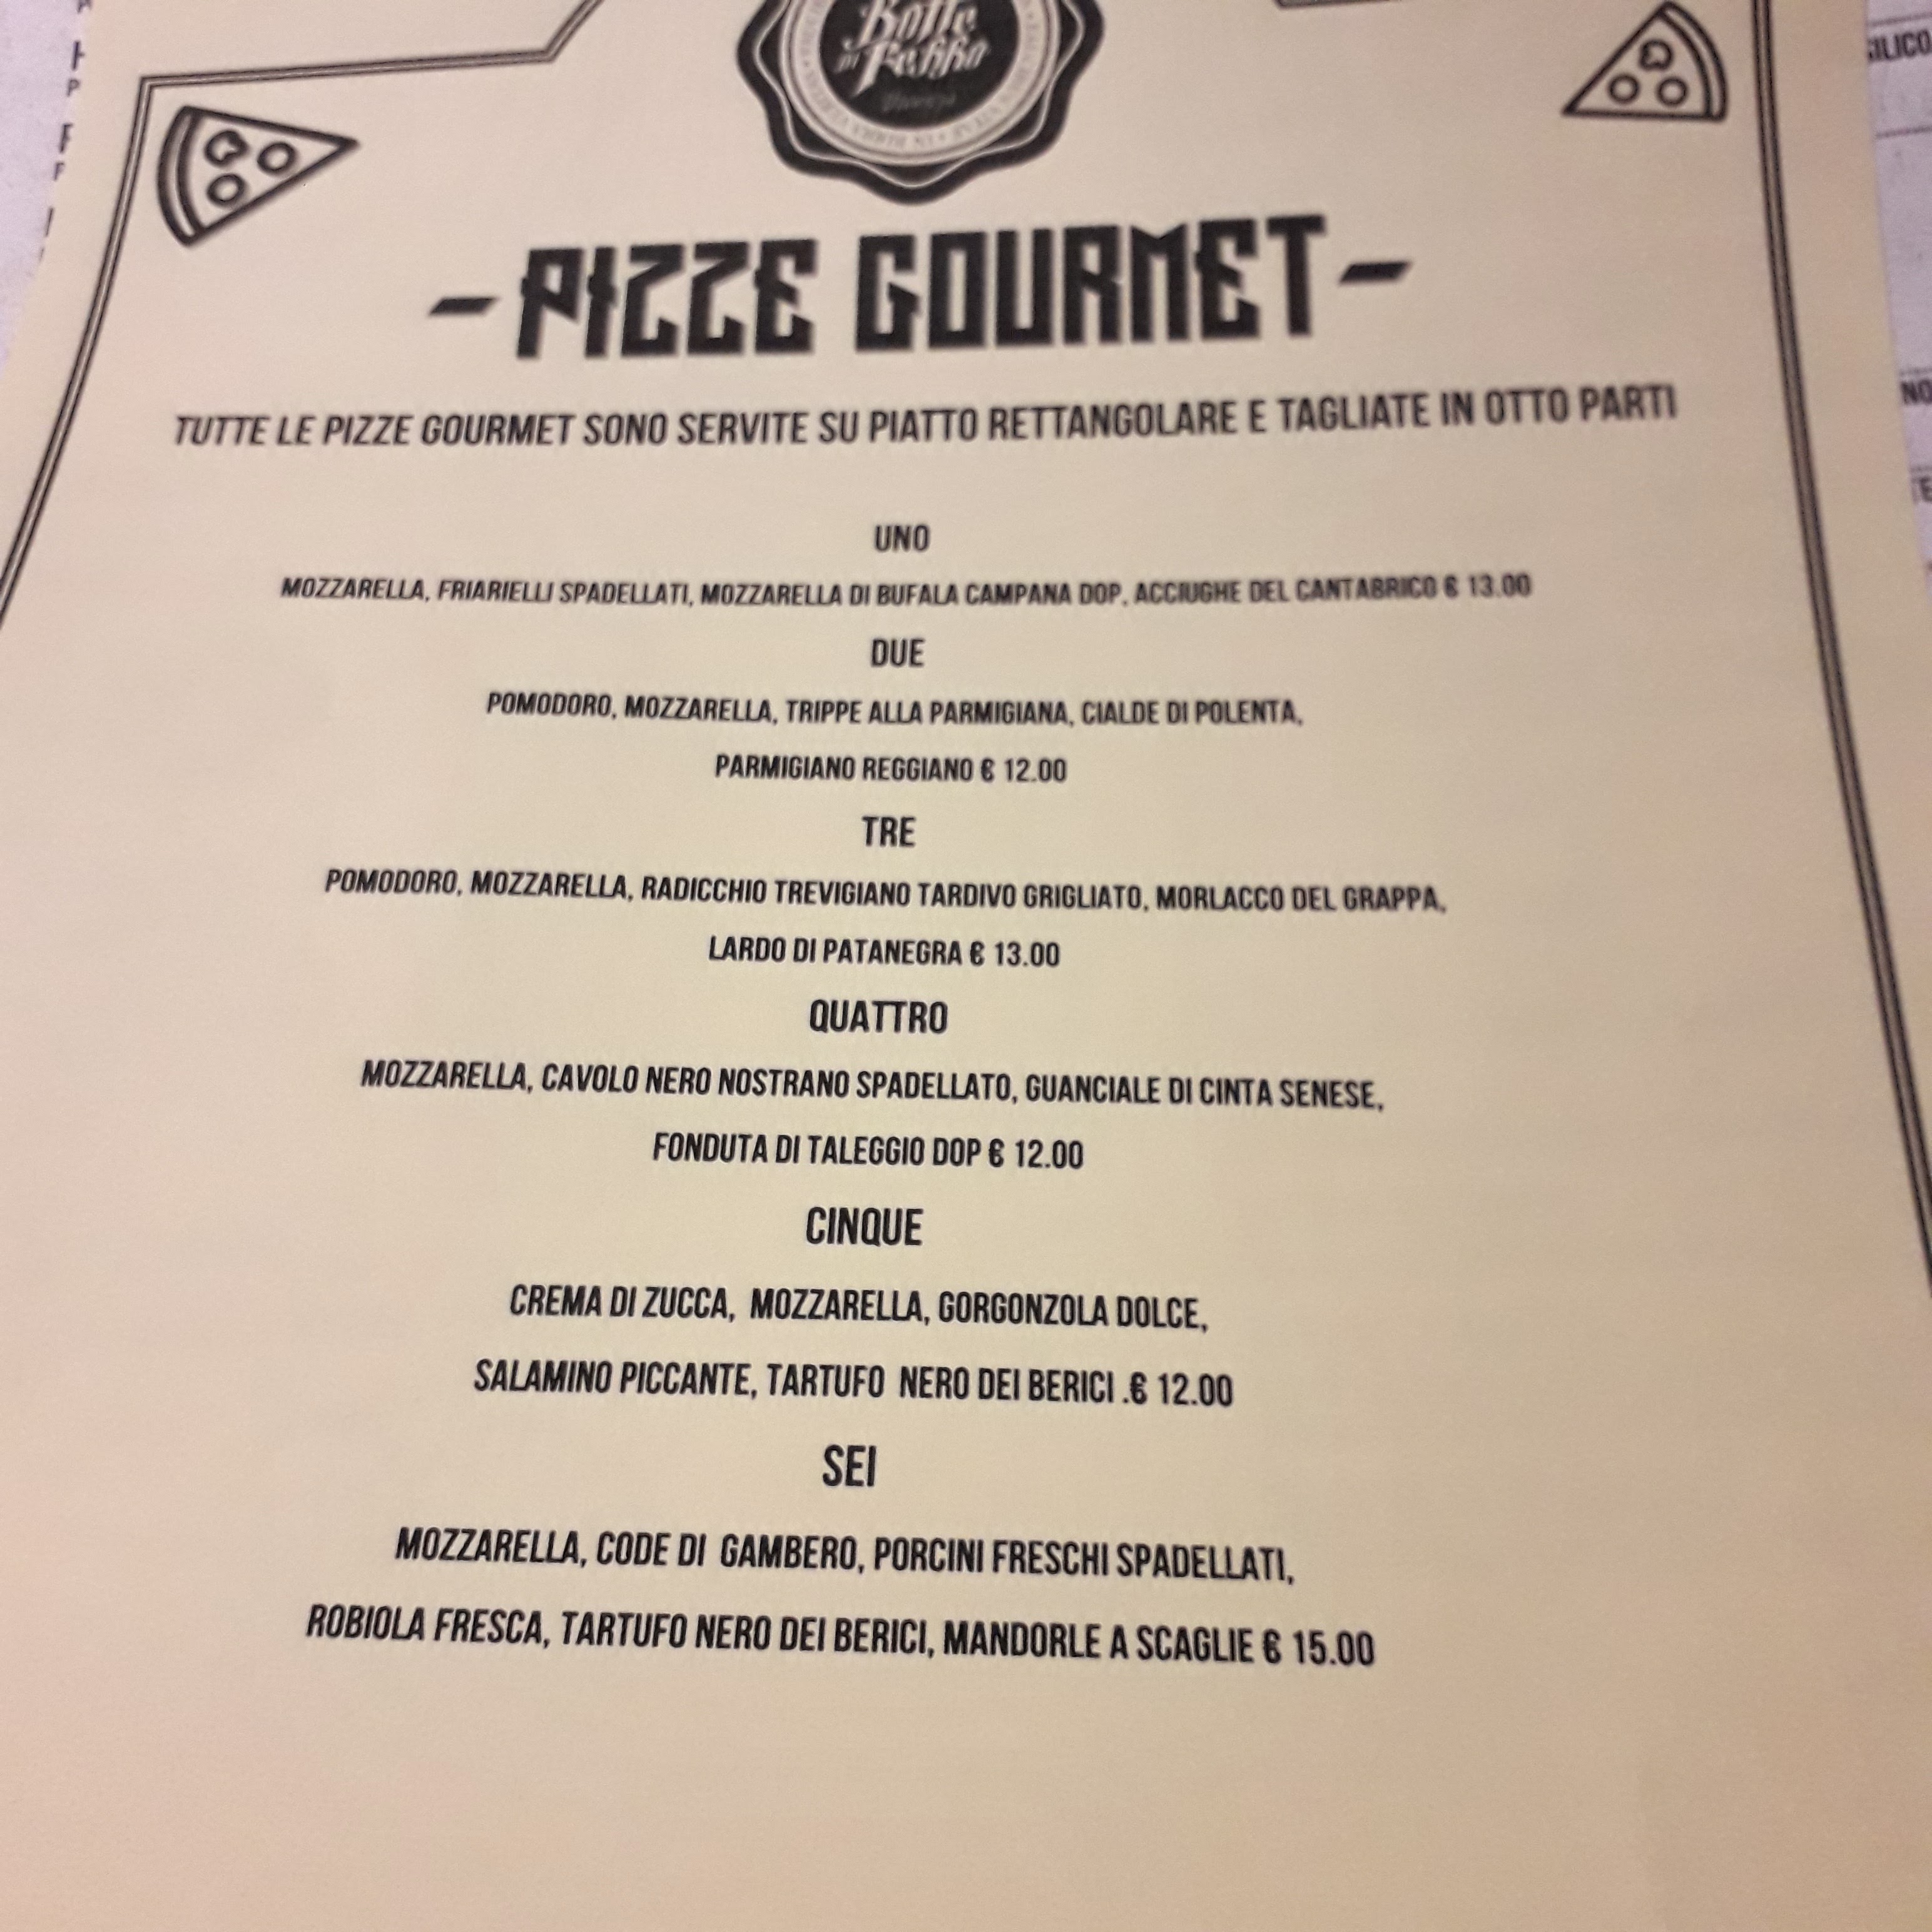 Botte
DI
- PIZZE GOURMET -
TUTTE LE PIZZE GOURMET SONO SERVITE SU PIATTO RETTANGOLARE E TAGLIATE IN OTTO PARTI
UNO
MOZZARELLA, FRIARIELLI SPADELLATI, MOZZARELLA DI BUFALA CAMPANA DOP, ACCIUGHE DEL CANTABRICO € 13.00
DUE
POMODORO, MOZZARELLA, TRIPPE ALLA PARMIGIANA, CIALDE DI POLENTA,
PARMIGIANO REGGIANO € 12.00
TRE
POMODORO, MOZZARELLA, RADICCHIO TREVIGIANO TARDIVO GRIGLIATO, MORLACCO DEL GRAPPA,
LARDO DI PATANEGRA € 13.00
QUATTRO
MOZZARELLA, CAVOLO NERO NOSTRANO SPADELLATO, GUANCIALE DI CINTA SENESE,
FONDUTA DI TALEGGIO DOP € 12.00
CINQUE
CREMA DI ZUCCA, MOZZARELLA, GORGONZOLA DOLCE,
SALAMINO PICCANTE, TARTUFO NERO DEI BERICI .€ 12.00
SEI
MOZZARELLA, CODE DI GAMBERO, PORCINI FRESCHI SPADELLATI,
ROBIOLA FRESCA, TARTUFO NERO DEI BERICI, MANDORLE A SCAGLIE € 15.00